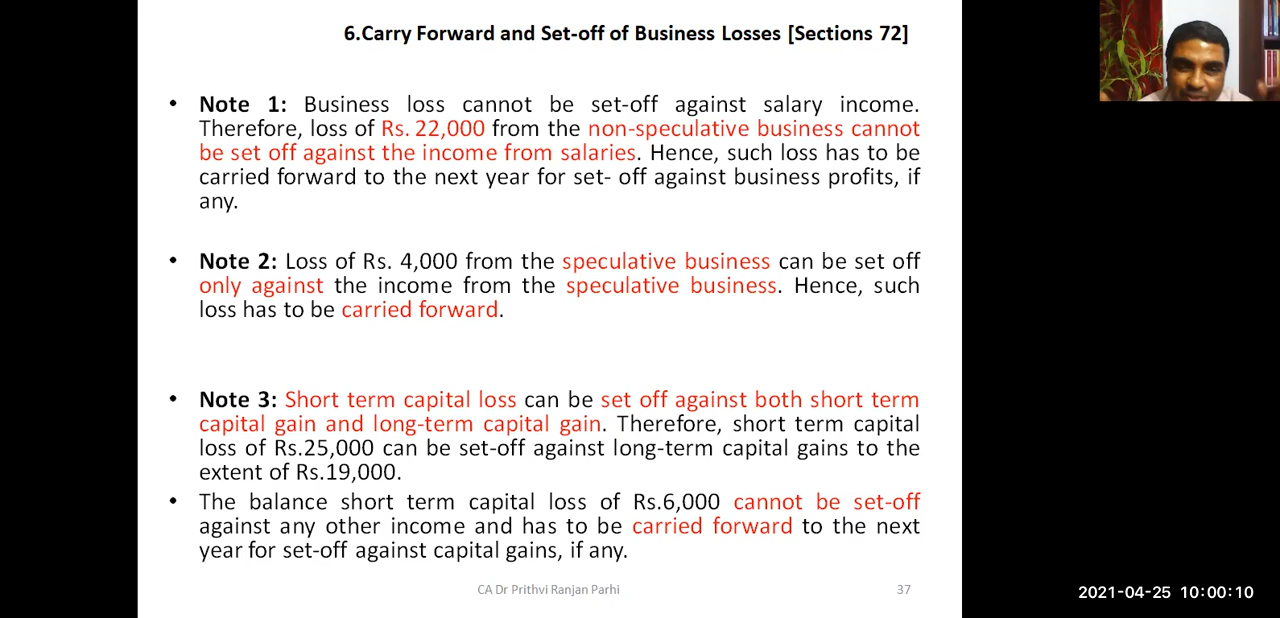 6.Carry Forward and Set-off of Business Losses [Sections 72]
• Note 1: Business loss cannot be set-off against salary income.
Therefore, loss of Rs. 22,000 from the non-speculative business cannot
be set off against the income from salaries. Hence, such loss has to be
carried forward to the next year for set- off against business profits, if
any.
• Note 2: Loss of Rs. 4,000 from the speculative business can be set off
only against the income from the speculative business. Hence, such
loss has to be carried forward.
• Note 3: Short term capital loss can be set off against both short term
capital gain and long-term capital gain. Therefore, short term capital
loss of Rs.25,000 can be set-off against long-term capital gains to the
extent of Rs.19,000.
• The balance short term capital loss of Rs.6,000 cannot be set-off
against any other income and has to be carried forward to the next
year for set-off against capital gains, if any.
CA Dr Prithvi Ranjan Parhi
37
2021-04-25 10:00:10